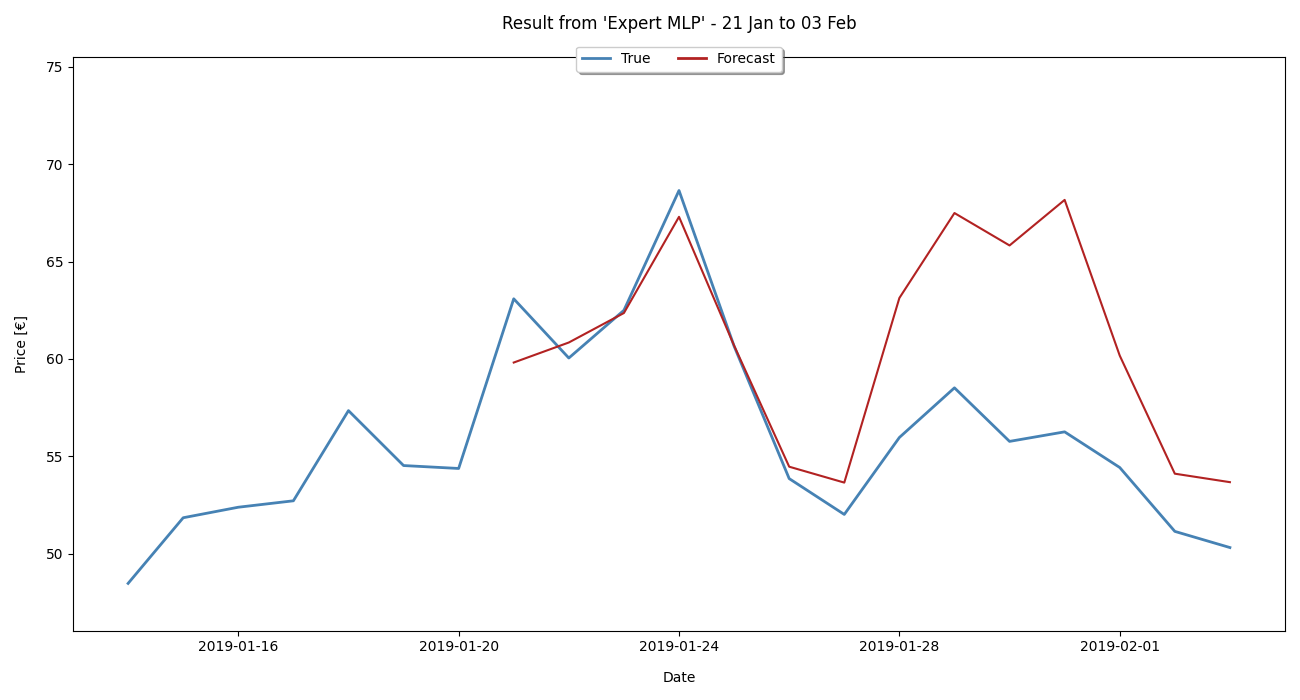 Result from 'Expert MLP' - 21 Jan to 03 Feb
True Forecast
75
70
65
60
55
50
Price [€]
2019-01-16 2019-01-20 2019-01-24 2019-01-28 2019-02-01
Date